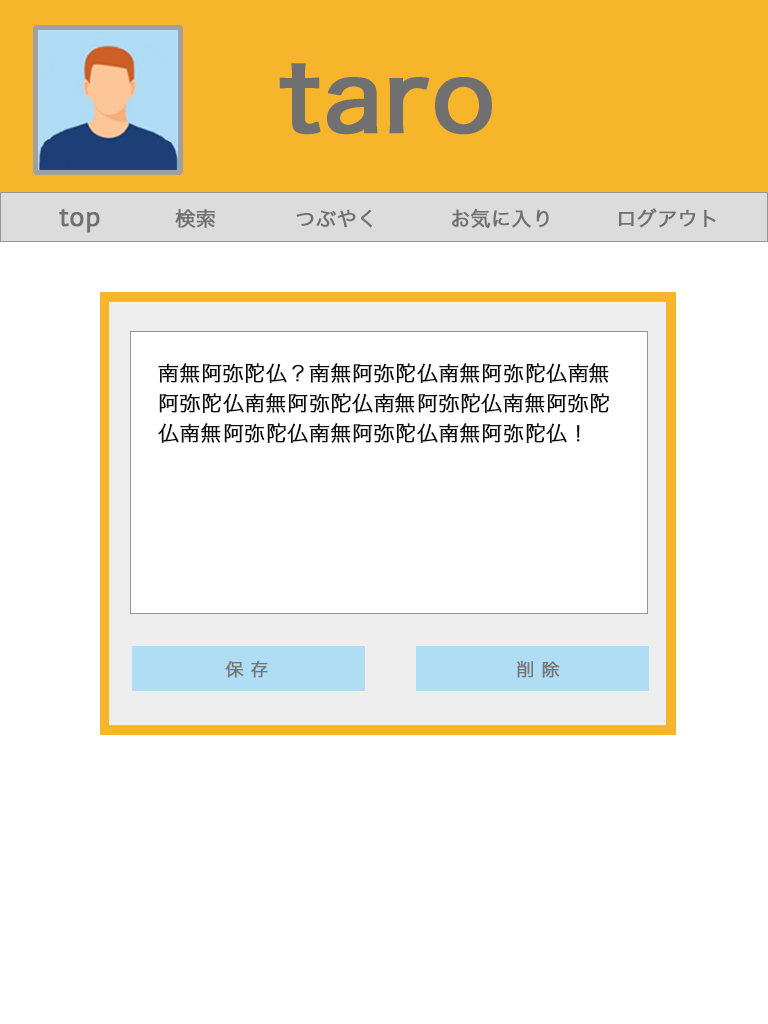 taro
top 検索 つぶやく お気に入り ログアウト
南無阿弥陀仏？南無阿弥陀仏南無阿弥陀仏南無
阿弥陀仏南無阿弥陀仏南無阿弥陀仏南無阿弥陀
仏南無阿弥陀仏南無阿弥陀仏南無阿弥陀仏！
保存 削除